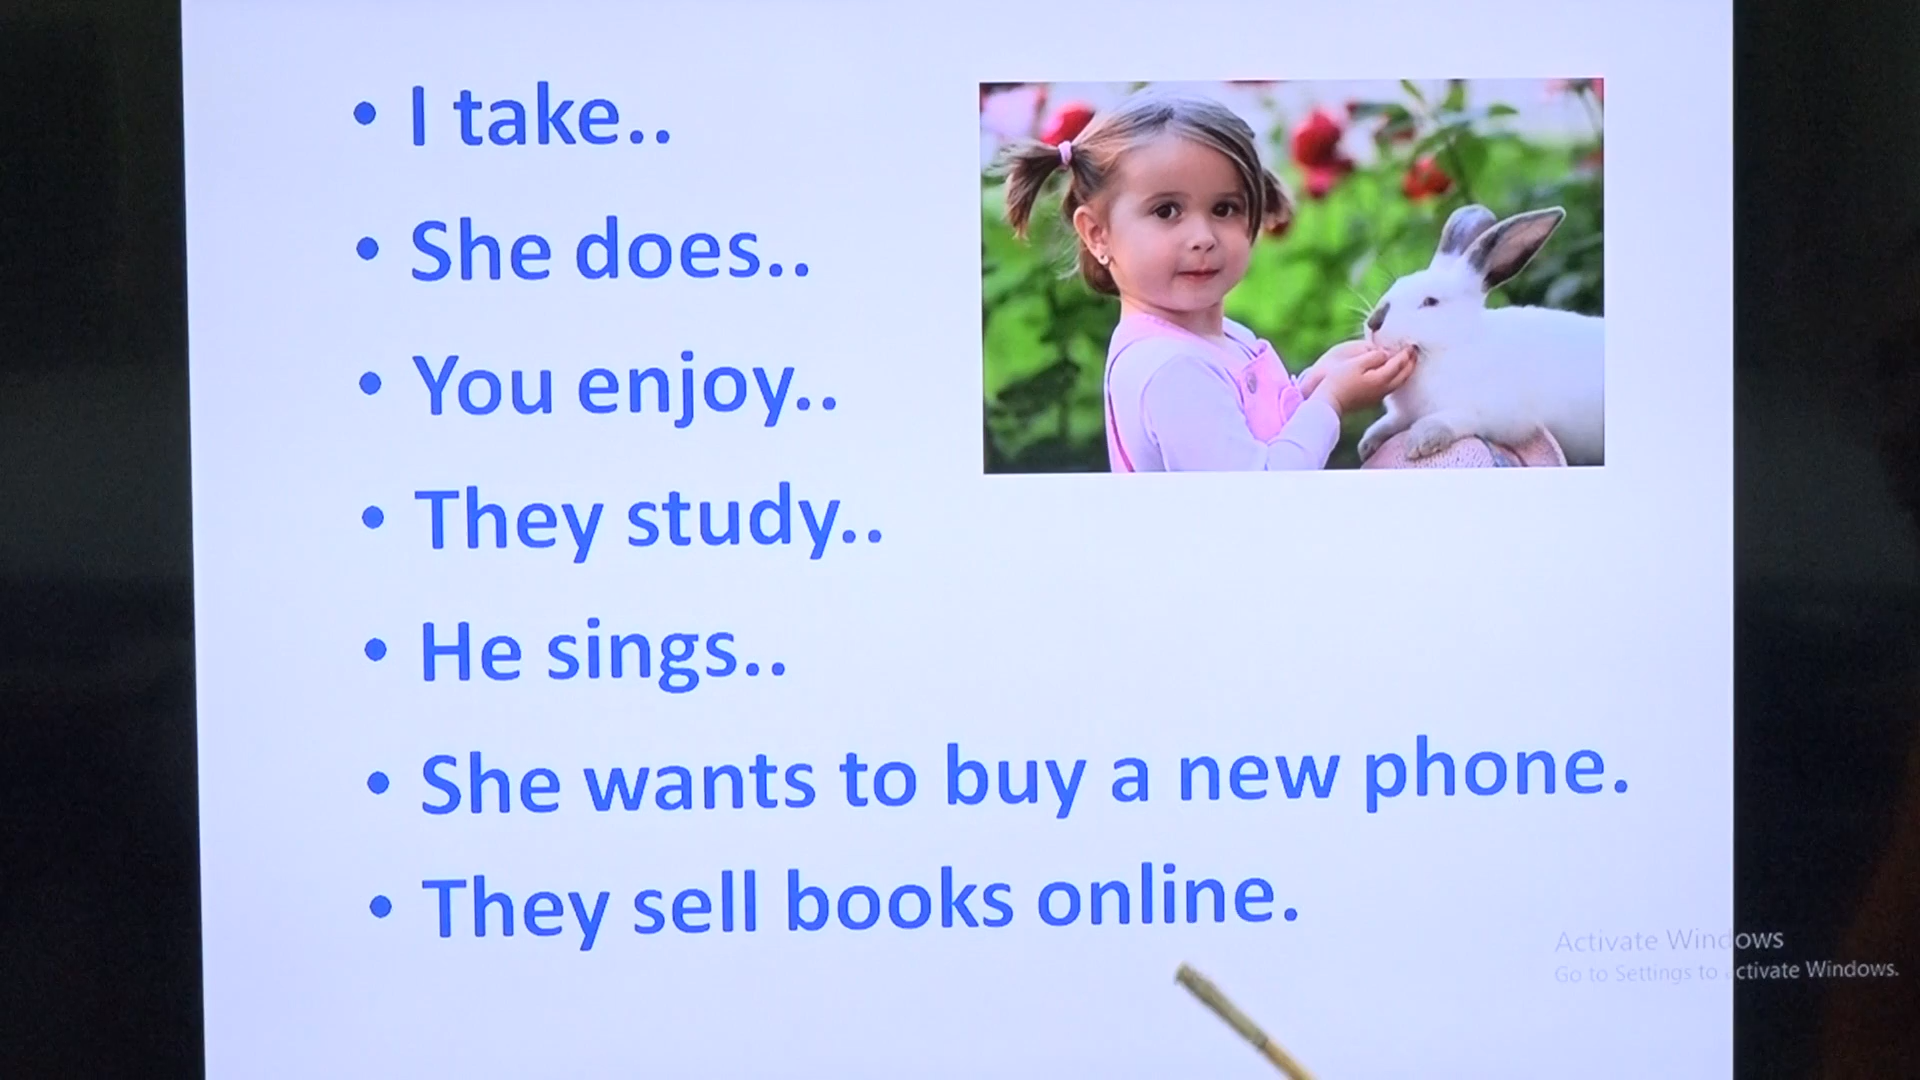 • I take..
• She does..
• You enjoy..
• They study..
• He sings..
• She wants to buy a new phone.
• They sell books online.
Activate Windows
Go to Settings to activate Windows.